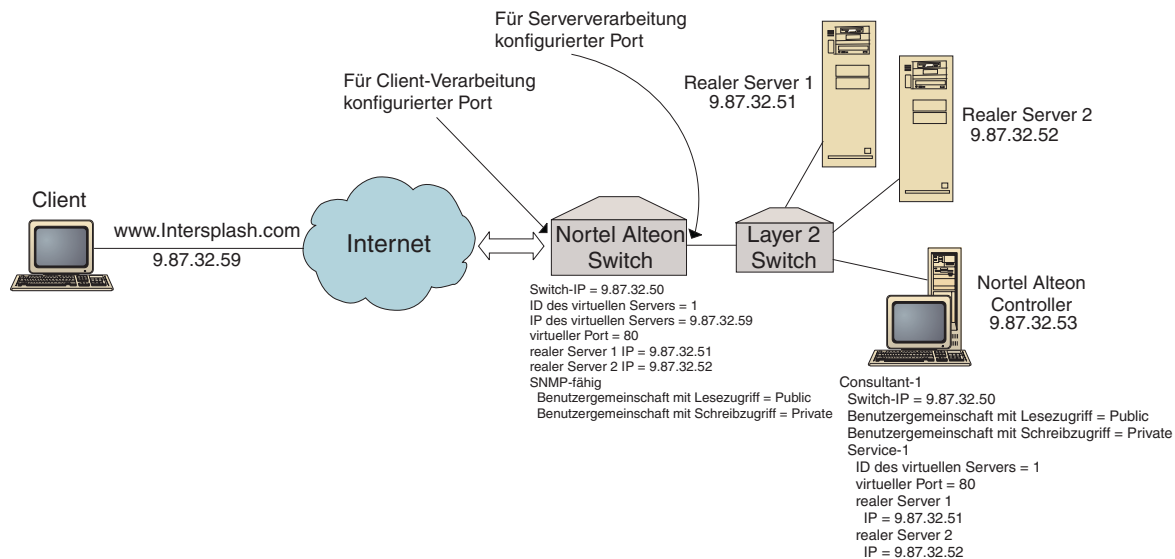 Für Serververarbeitung
konfigurierter Port
Für Client-Verarbeitung
konfigurierter Port
Realer Server 1
9.87.32.51
Realer Server 2
9.87.32.52
Client
www.Intersplash.com
9.87.32.59
Internet
Nortel Alteon
Switch
Layer 2
Switch
Switch-IP = 9.87.32.50
ID des virtuellen Servers = 1
IP des virtuellen Servers = 9.87.32.59
virtueller Port = 80
realer Server 1 IP = 9.87.32.51
realer Server 2 IP = 9.87.32.52
SNMP-fähig
Benutzergemeinschaft mit Lesezugriff = Public
Benutzergemeinschaft mit Schreibzugriff = Private
Nortel Alteon
Controller
9.87.32.53
Consultant-1
Switch-IP = 9.87.32.50
Benutzergemeinschaft mit Lesezugriff = Public
Benutzergemeinschaft mit Schreibzugriff = Private
Service-1
ID des virtuellen Servers = 1
virtueller Port = 80
realer Server 1
IP = 9.87.32.51
realer Server 2
IP = 9.87.32.52